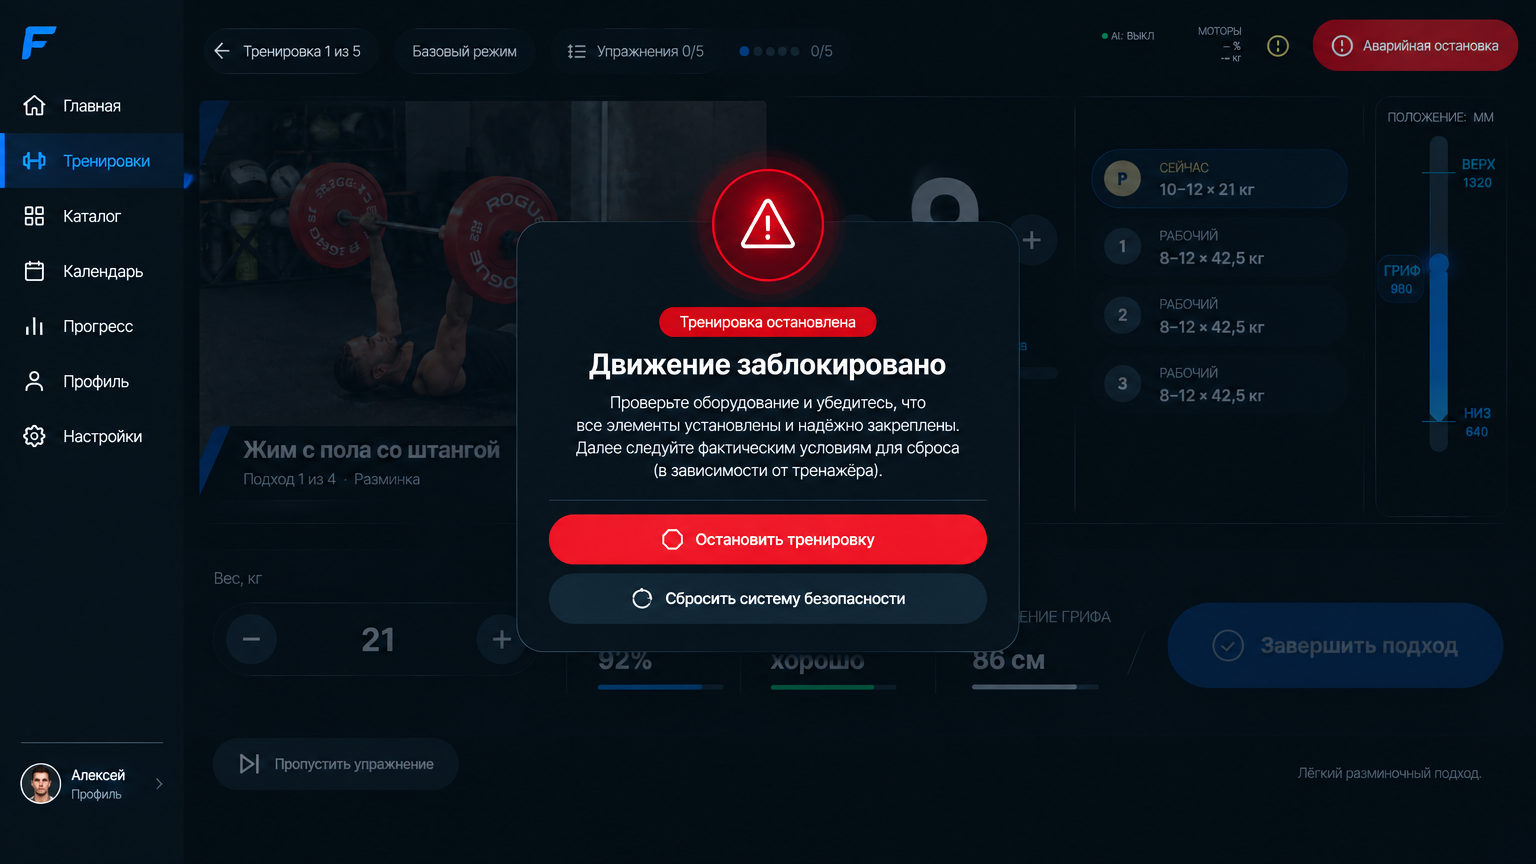 Главная
Тренировки
Каталог
Календарь
Прогресс
Профиль
Настройки
Алексей
Профиль
Тренировка 1 из 5
Базовый режим
Упражнения 0/5
0/5
AI: ВЫКЛ
МОТОРЫ
– %
-– кг
Аварийная остановка
ROGUE
Жим с пола со штангой
Подход 1 из 4 · Разминка
Тренировка остановлена
Движение заблокировано
Проверьте оборудование и убедитесь, что
все элементы установлены и надёжно закреплены.
Далее следуйте фактическим условиям для сброса
(в зависимости от тренажёра).
Остановить тренировку
Сбросить систему безопасности
P
СЕЙЧАС
10–12 × 21 кг
1
РАБОЧИЙ
8–12 × 42,5 кг
2
РАБОЧИЙ
8–12 × 42,5 кг
3
РАБОЧИЙ
8–12 × 42,5 кг
ПОЛОЖЕНИЕ: ММ
ВЕРХ
1320
ГРИФ
980
НИЗ
640
Вес, кг
21
92%
хорошо
ЕНИЕ ГРИФА
86 см
Завершить подход
Пропустить упражнение
Лёгкий разминочный подход.